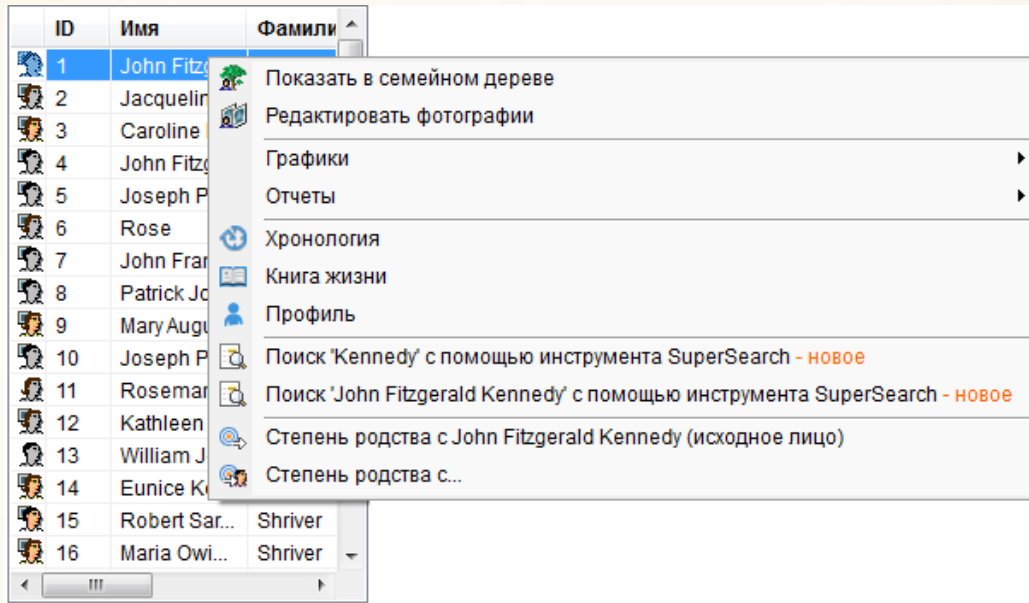 ID Имя Фамили
1 John Fitzg
2 Jacquelin
3 Caroline
4 John Fitzg
5 Joseph P
6 Rose
7 John Fran
8 Patrick Jo
9 Mary Augu
10 Joseph P
11 Rosemar
12 Kathleen
13 William J
14 Eunice Ke
15 Robert Sar... Shriver
16 Maria Owi... Shriver
Показать в семейном дереве
Редактировать фотографии
Графики
Отчеты
Хронология
Книга жизни
Профиль
Поиск 'Kennedy' с помощью инструмента SuperSearch - новое
Поиск 'John Fitzgerald Kennedy' с помощью инструмента SuperSearch - новое
Степень родства с John Fitzgerald Kennedy (исходное лицо)
Степень родства с...